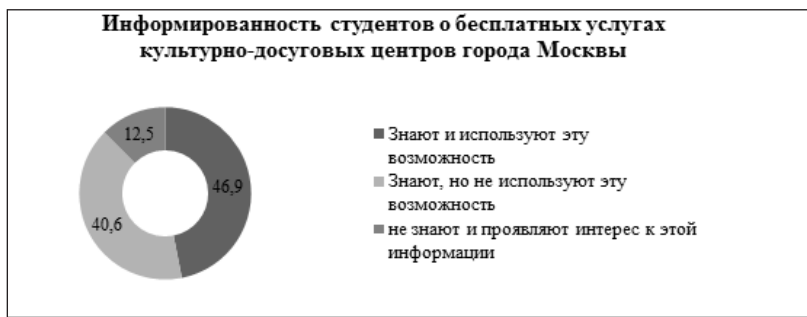 Информированность студентов о бесплатных услугах
культурно-досуговых центров города Москвы
12,5
46,9
40,6
Знают и используют эту
возможность
Знают, но не используют эту
возможность
не знают и проявляют интерес к этой
информации